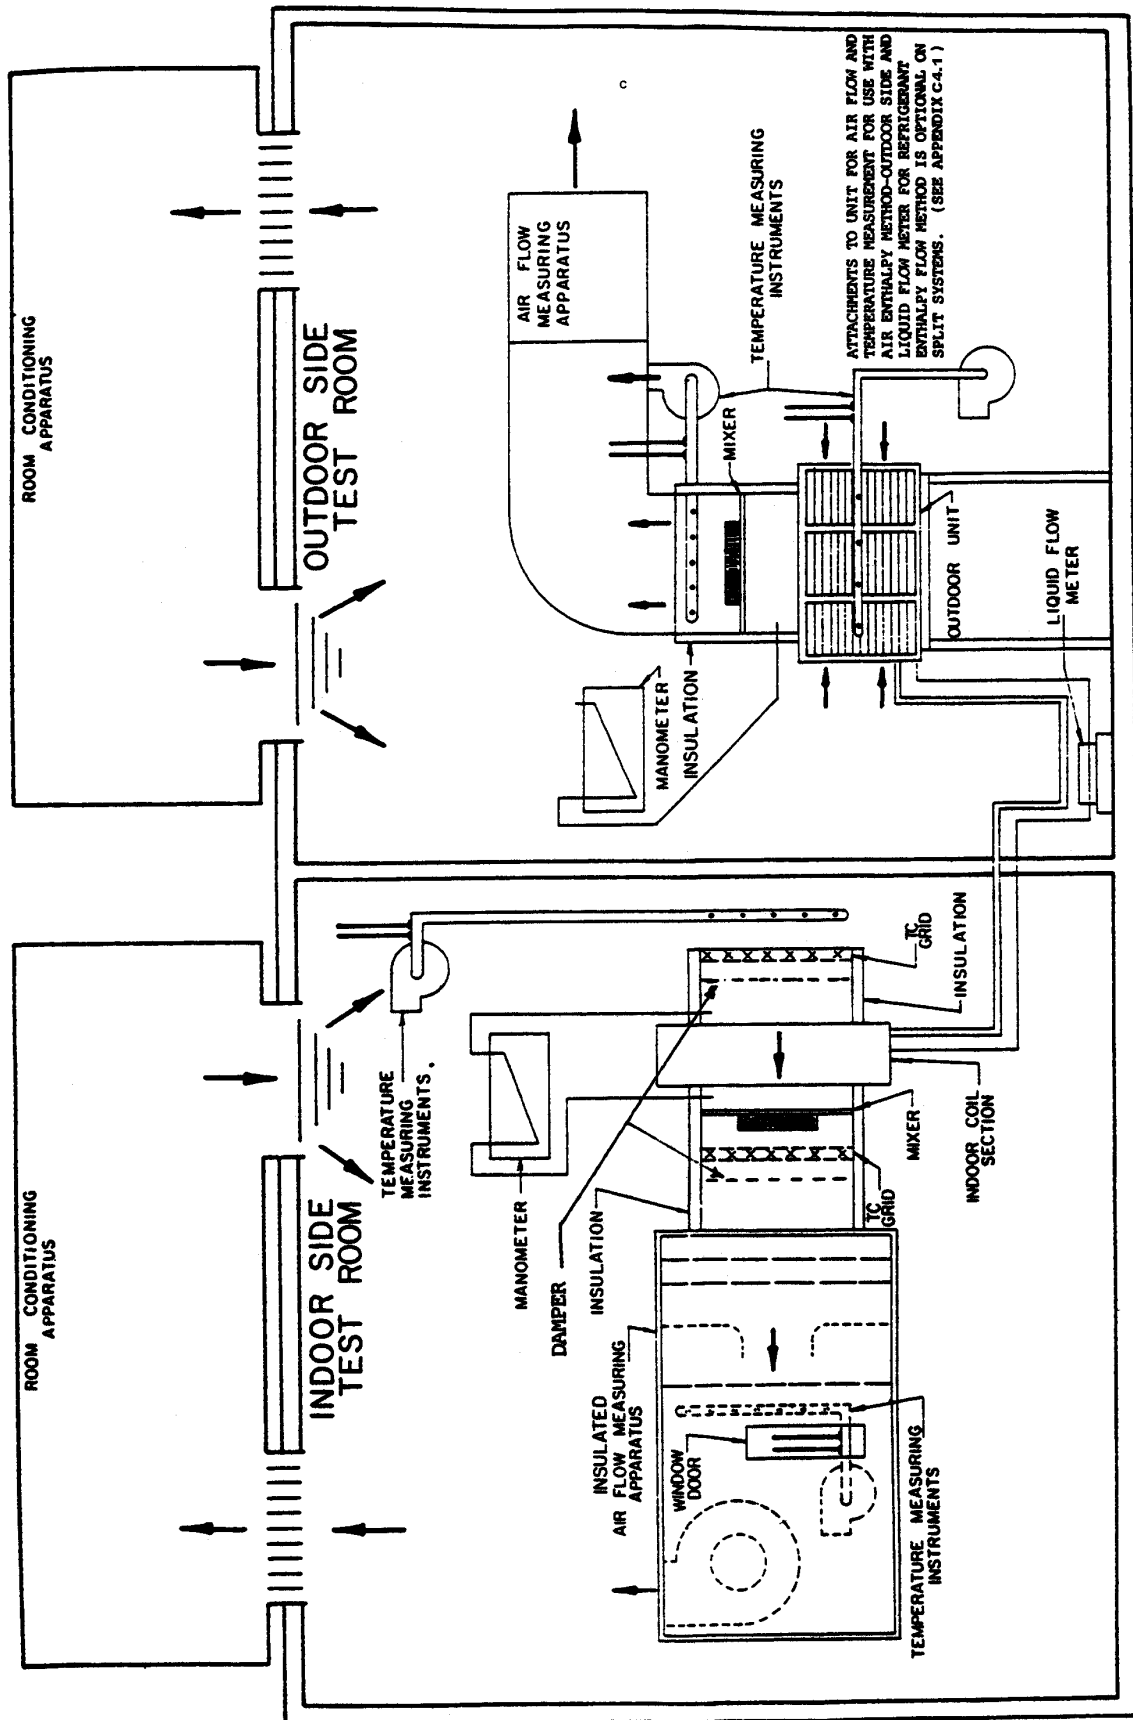 ROOM CONDITIONING
APPARATUS
INDOOR SIDE
TEST ROOM
TEMPERATURE
MEASURING
INSTRUMENTS.
MANOMETER
DAMPER
INSULATION
INSULATED
AIR FLOW MEASURING
APPARATUS
WINDOW
DOOR
TEMPERATURE MEASURING
INSTRUMENTS
TC
GRID
MIXER
INDOOR COIL
SECTION
INSULATION
TC
GRID
ROOM CONDITIONING
APPARATUS
OUTDOOR SIDE
TEST ROOM
C
AIR FLOW
MEASURING
APPARATUS
MANOMETER
INSULATION
MIXER
TEMPERATURE MEASURING
INSTRUMENTS
ATTACHMENTS TO UNIT FOR AIR FLOW AND
TEMPERATURE MEASUREMENT FOR USE WITH
AIR ENTHALPY METHOD-OUTDOOR SIDE AND
LIQUID FLOW METER FOR REFRIGERANT
ENTHALPY FLOW METHOD IS OPTIONAL ON
SPLIT SYSTEMS. (SEE APPENDIX C4.1)
OUTDOOR UNIT
LIQUID FLOW
METER